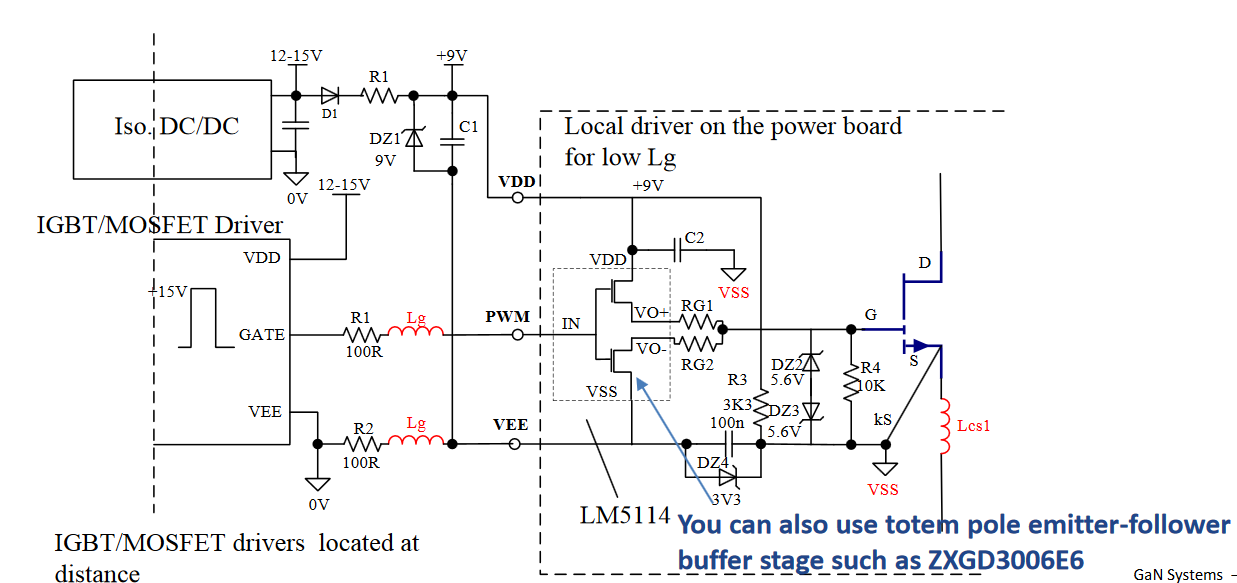 12-15V
+9V
R1
D1
Iso. DC/DC
DZ1
9V
C1
0V
Local driver on the power board
for low Lg
12-15V
VDD
+9V
IGBT/MOSFET Driver
VDD
VDD
C2
VSS
D
+15V
Lg
PWM
IN
VO+
RG1
G
R1
GATE
100R
VO-
RG2
DZ2
5.6V
S
R4
10K
VSS
R3
3K3
DZ3
5.6V
kS
Lcs1
VEE
Lg
VEE
100n
R2
100R
DZ4
3V3
VSS
0V
LM5114
You can also use totem pole emitter-follower
buffer stage such as ZXGD3006E6
IGBT/MOSFET drivers located at
distance
GaN Systems –